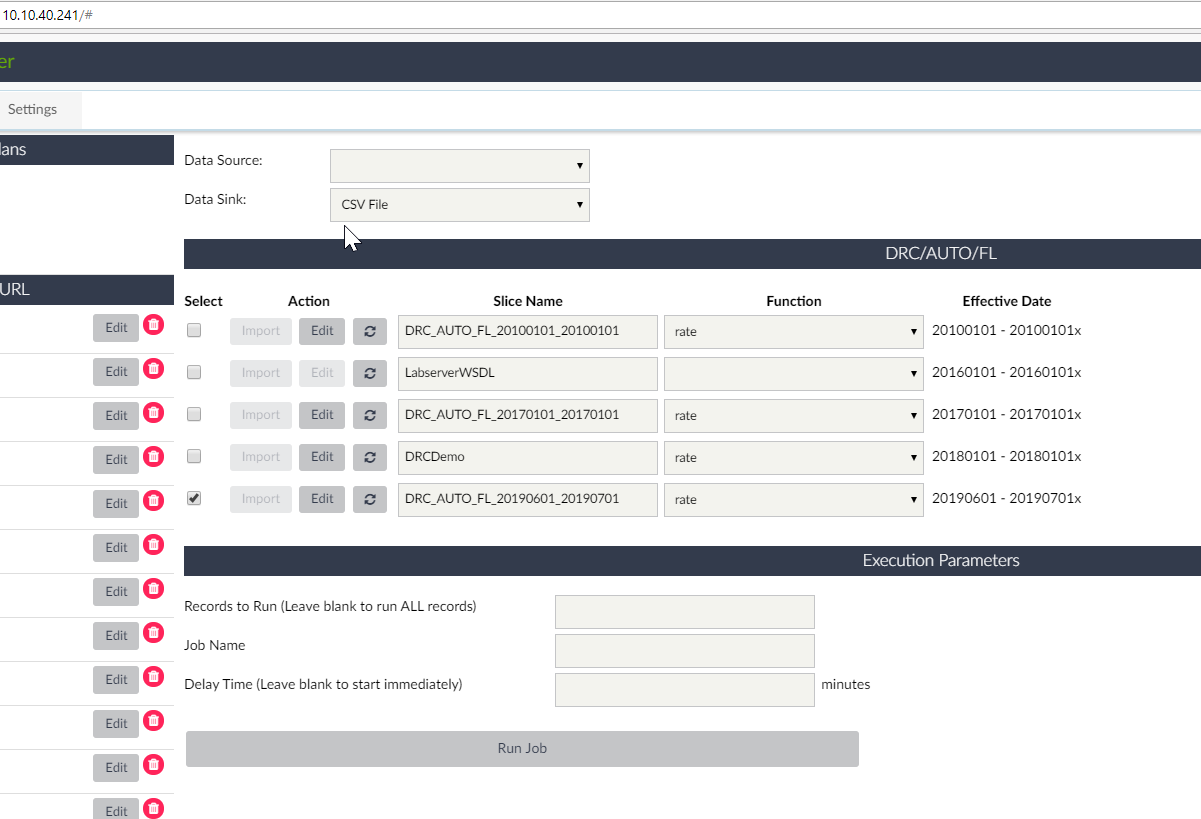 10.10.40.241/#
er
Settings
lans
URL
Edit
Edit
Edit
Edit
Edit
Edit
Edit
Edit
Edit
Edit
Edit
Edit
Data Source:
Data Sink: CSV File
DRC/AUTO/FL
Select Action Slice Name Function Effective Date
Import Edit DRC_AUTO_FL_20100101_20100101 rate 20100101 - 20100101x
Import Edit LabserverWSDL 20160101 - 20160101x
Import Edit DRC_AUTO_FL_20170101_20170101 rate 20170101 - 20170101x
Import Edit DRCDemo rate 20180101 - 20180101x
Import Edit DRC_AUTO_FL_20190601_20190701 rate 20190601 - 20190701x
Execution Parameters
Records to Run (Leave blank to run ALL records)
Job Name
Delay Time (Leave blank to start immediately) minutes
Run Job